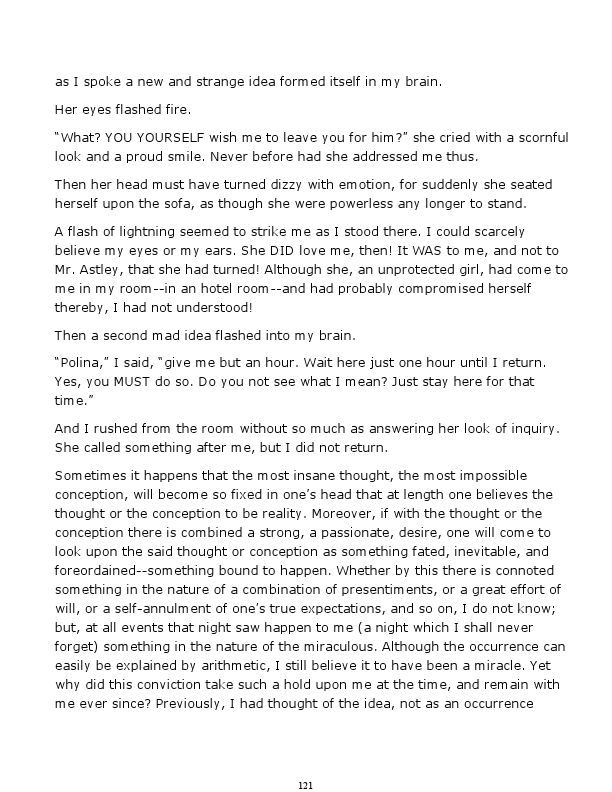 as I spoke a new and strange idea formed itself in my brain.
Her eyes flashed fire.
“What? YOU YOURSELF wish me to leave you for him?” she cried with a scornful
look and a proud smile. Never before had she addressed me thus.
Then her head must have turned dizzy with emotion, for suddenly she seated
herself upon the sofa, as though she were powerless any longer to stand.
A flash of lightning seemed to strike me as I stood there. I could scarcely
believe my eyes or my ears. She DID love me, then! It WAS to me, and not to
Mr. Astley, that she had turned! Although she, an unprotected girl, had come to
me in my room--in an hotel room--and had probably compromised herself
thereby, I had not understood!
Then a second mad idea flashed into my brain.
“Polina,” I said, “give me but an hour. Wait here just one hour until I return.
Yes, you MUST do so. Do you not see what I mean? Just stay here for that
time.”
And I rushed from the room without so much as answering her look of inquiry.
She called something after me, but I did not return.
Sometimes it happens that the most insane thought, the most impossible
conception, will become so fixed in one’s head that at length one believes the
thought or the conception to be reality. Moreover, if with the thought or the
conception there is combined a strong, a passionate, desire, one will come to
look upon the said thought or conception as something fated, inevitable, and
foreordained--something bound to happen. Whether by this there is connoted
something in the nature of a combination of presentiments, or a great effort of
will, or a self-annulment of one’s true expectations, and so on, I do not know;
but, at all events that night saw happen to me (a night which I shall never
forget) something in the nature of the miraculous. Although the occurrence can
easily be explained by arithmetic, I still believe it to have been a miracle. Yet
why did this conviction take such a hold upon me at the time, and remain with
me ever since? Previously, I had thought of the idea, not as an occurrence
121